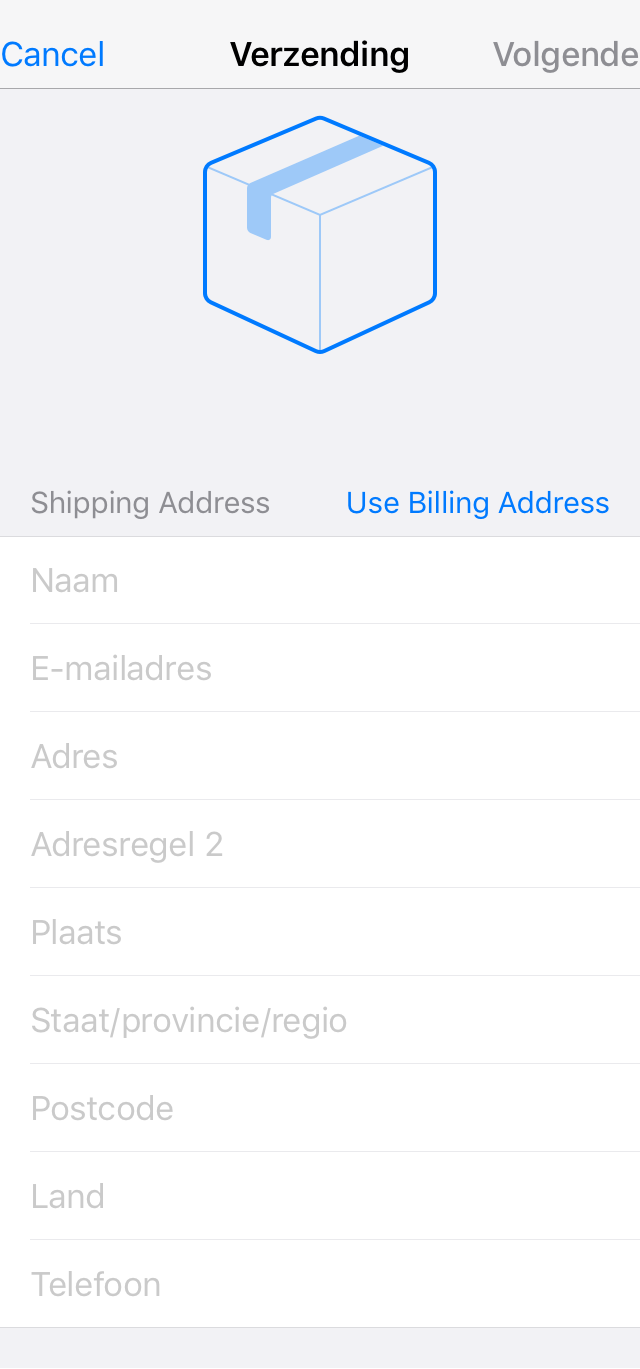 Cancel Verzending Volgende
Shipping Address Use Billing Address
Naam
E-mailadres
Adres
Adresregel 2
Plaats
Staat/provincie/regio
Postcode
Land
Telefoon